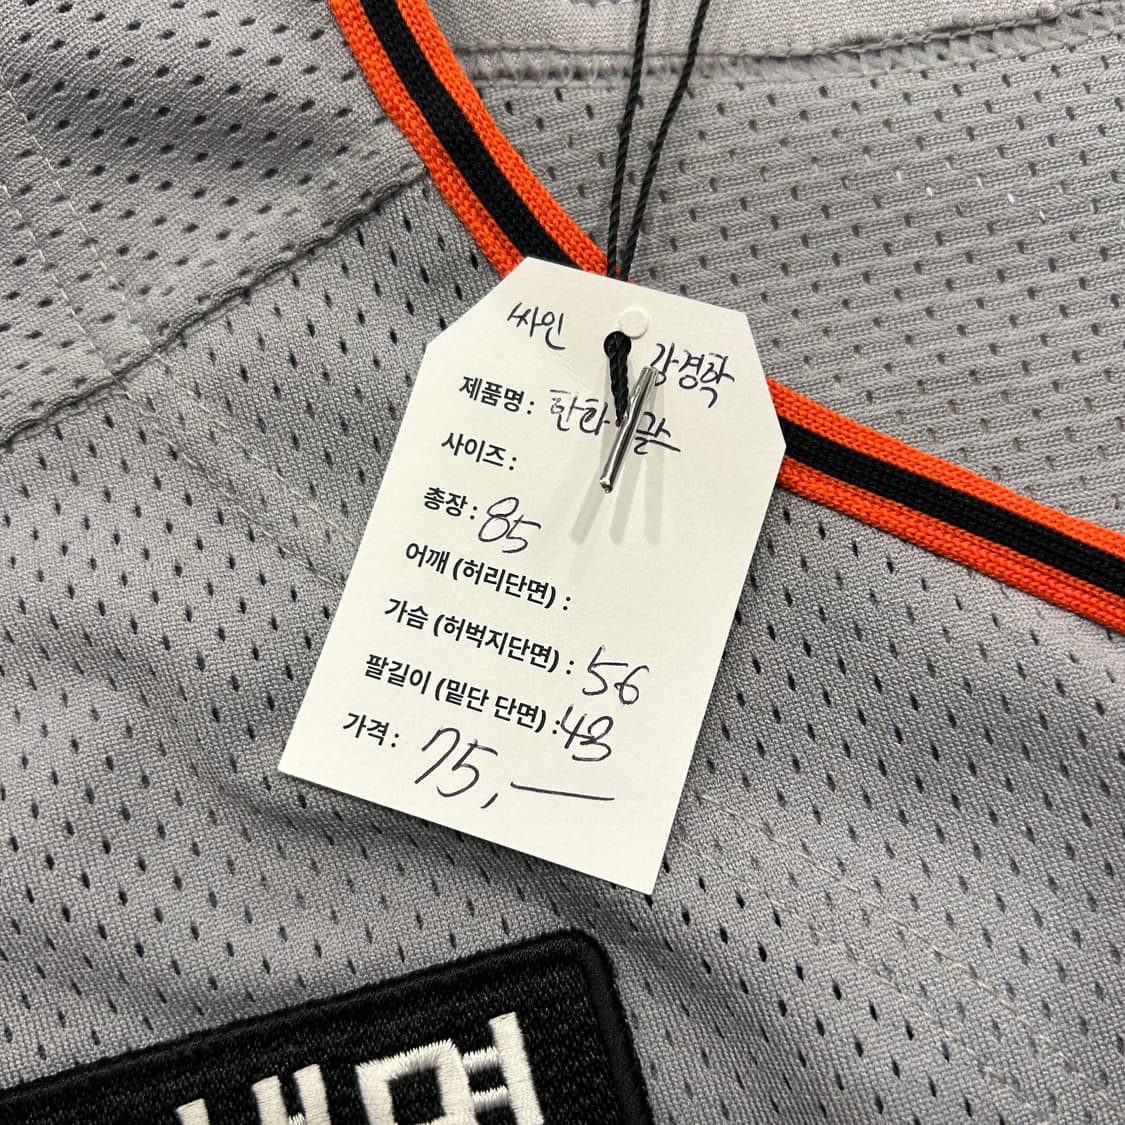 싸인 강경학
제품명: 한화 글
사이즈:
총장: 85
어깨 (허리단면) :
가슴 (허벅지단면) : 56
팔길이 (밑단 단면) : 43
가격: 75,—